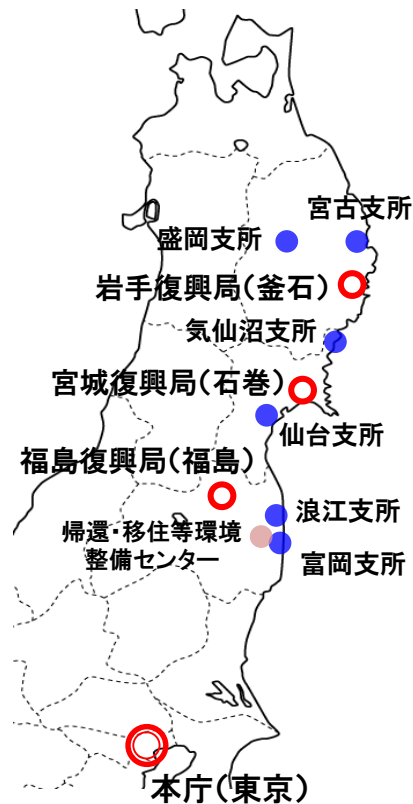 宮古支所
盛岡支所
岩手復興局(釜石)
気仙沼支所
宮城復興局(石巻)
仙台支所
福島復興局(福島)
浪江支所
帰還・移住等環境
整備センター
富岡支所
本庁(東京)